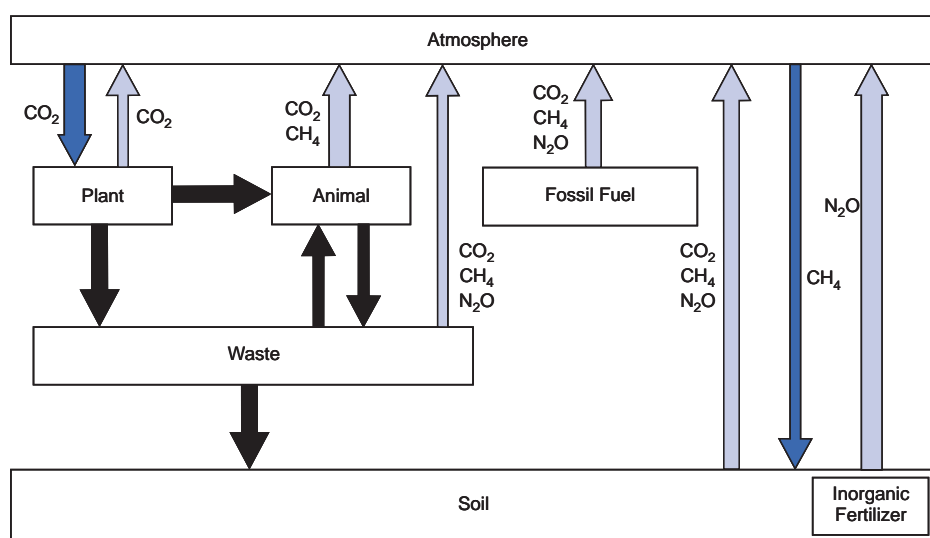 Atmosphere
CO₂
CO₂
CO₂
CH₄
CO₂
CH₄
N₂O
Plant
Animal
Fossil Fuel
N₂O
CO₂
CH₄
N₂O
CO₂
CH₄
N₂O
CH₄
Waste
Soil
Inorganic
Fertilizer